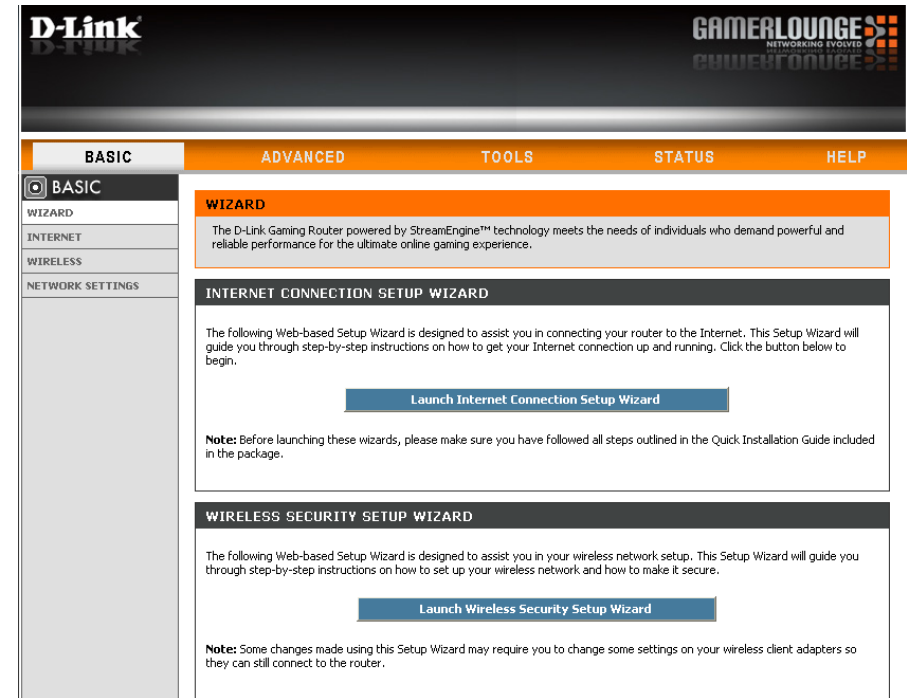 D-Link
GAMERLOUNGE
NETWORKING EVOLVED
BASIC ADVANCED TOOLS STATUS HELP
BASIC
WIZARD
INTERNET
WIRELESS
NETWORK SETTINGS
WIZARD
The D-Link Gaming Router powered by StreamEngine™ technology meets the needs of individuals who demand powerful and
reliable performance for the ultimate online gaming experience.
INTERNET CONNECTION SETUP WIZARD
The following Web-based Setup Wizard is designed to assist you in connecting your router to the Internet. This Setup Wizard will
guide you through step-by-step instructions on how to get your Internet connection up and running. Click the button below to
begin.
Launch Internet Connection Setup Wizard
Note: Before launching these wizards, please make sure you have followed all steps outlined in the Quick Installation Guide included
in the package.
WIRELESS SECURITY SETUP WIZARD
The following Web-based Setup Wizard is designed to assist you in your wireless network setup. This Setup Wizard will guide you
through step-by-step instructions on how to set up your wireless network and how to make it secure.
Launch Wireless Security Setup Wizard
Note: Some changes made using this Setup Wizard may require you to change some settings on your wireless client adapters so
they can still connect to the router.